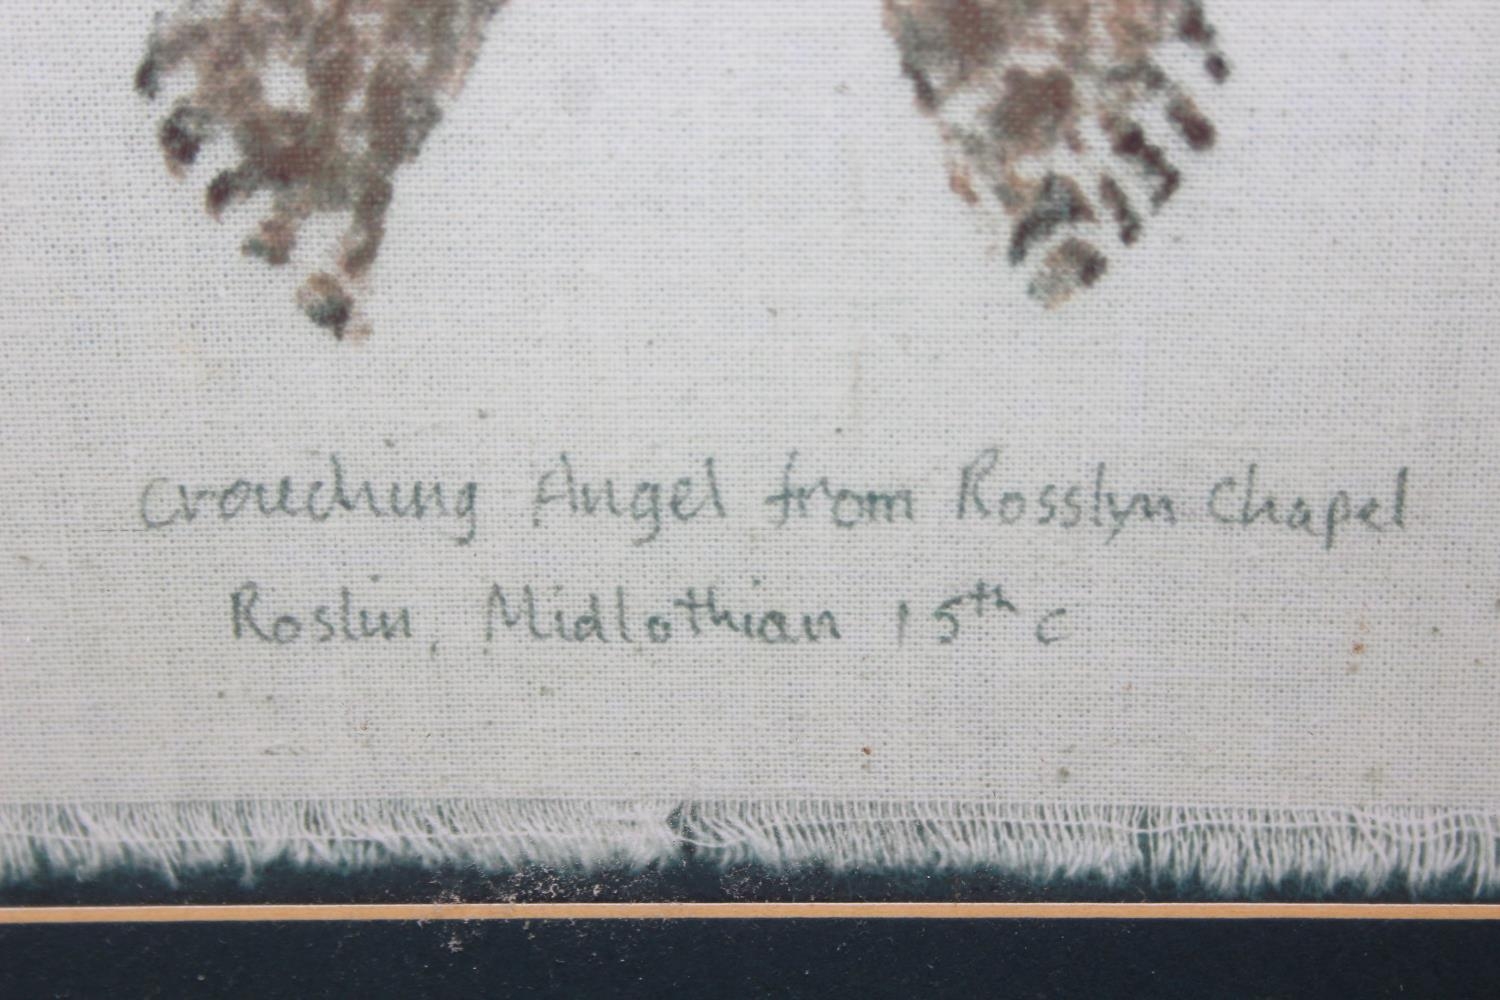 Crouching Angel from Rosslyn Chapel
Roslin, Midlothian 15th c